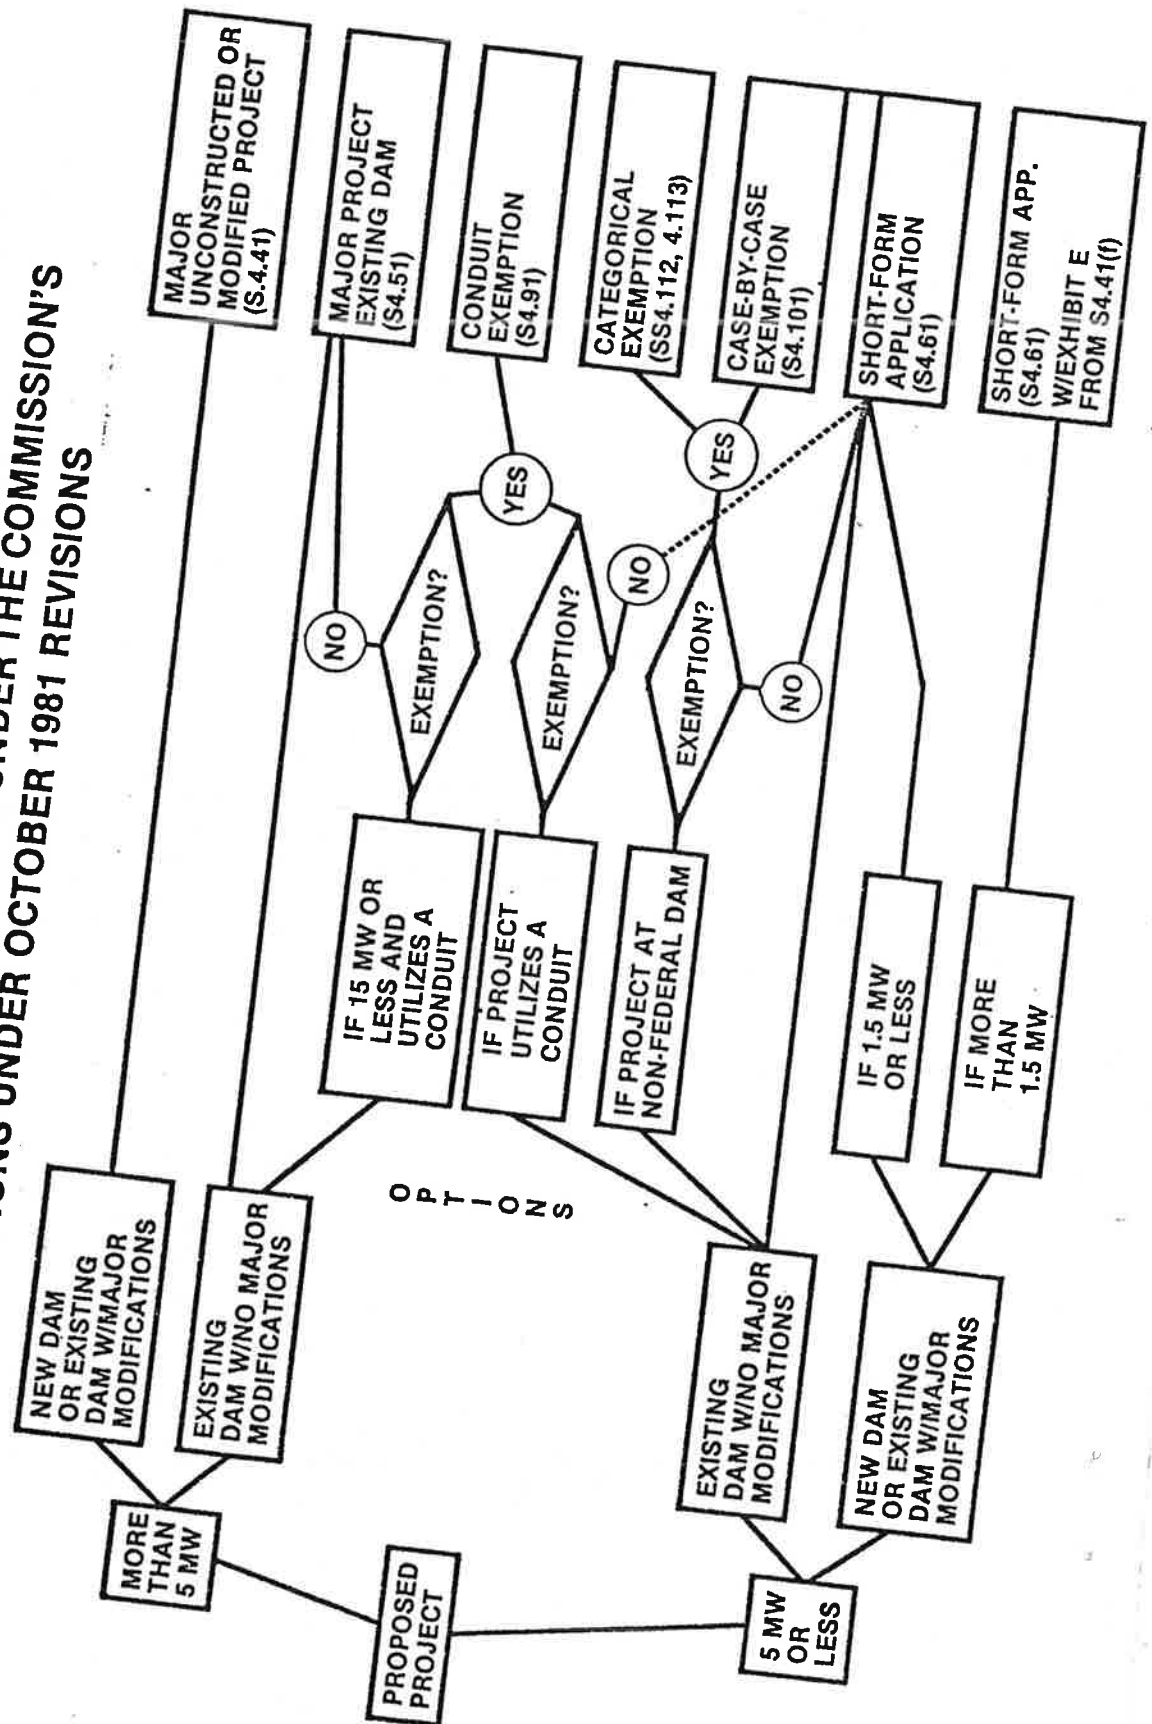 UNDER THE COMMISSION'S
UNDER OCTOBER 1981 REVISIONS
PROPOSED
PROJECT
MORE
THAN
5 MW
5 MW
OR
LESS
NEW DAM
OR EXISTING
DAM W/MAJOR
MODIFICATIONS
EXISTING
DAM W/NO MAJOR
MODIFICATIONS
EXISTING
DAM W/NO MAJOR
MODIFICATIONS
NEW DAM
OR EXISTING
DAM W/MAJOR
MODIFICATIONS
OPTIONS
IF 15 MW OR
LESS AND
UTILIZES A
CONDUIT
IF PROJECT
UTILIZES A
CONDUIT
IF PROJECT AT
NON-FEDERAL DAM
IF 1.5 MW
OR LESS
IF MORE
THAN
1.5 MW
EXEMPTION?
EXEMPTION?
EXEMPTION?
NO
YES
NO
YES
NO
MAJOR
UNCONSTRUCTED OR
MODIFIED PROJECT
(S.4.41)
MAJOR PROJECT
EXISTING DAM
(S4.51)
CONDUIT
EXEMPTION
(S4.91)
CATEGORICAL
EXEMPTION
(SS4.112, 4.113)
CASE-BY-CASE
EXEMPTION
(S4.101)
SHORT-FORM
APPLICATION
(S4.61)
SHORT-FORM APP.
(S4.61)
W/EXHIBIT E
FROM S4.41(f)